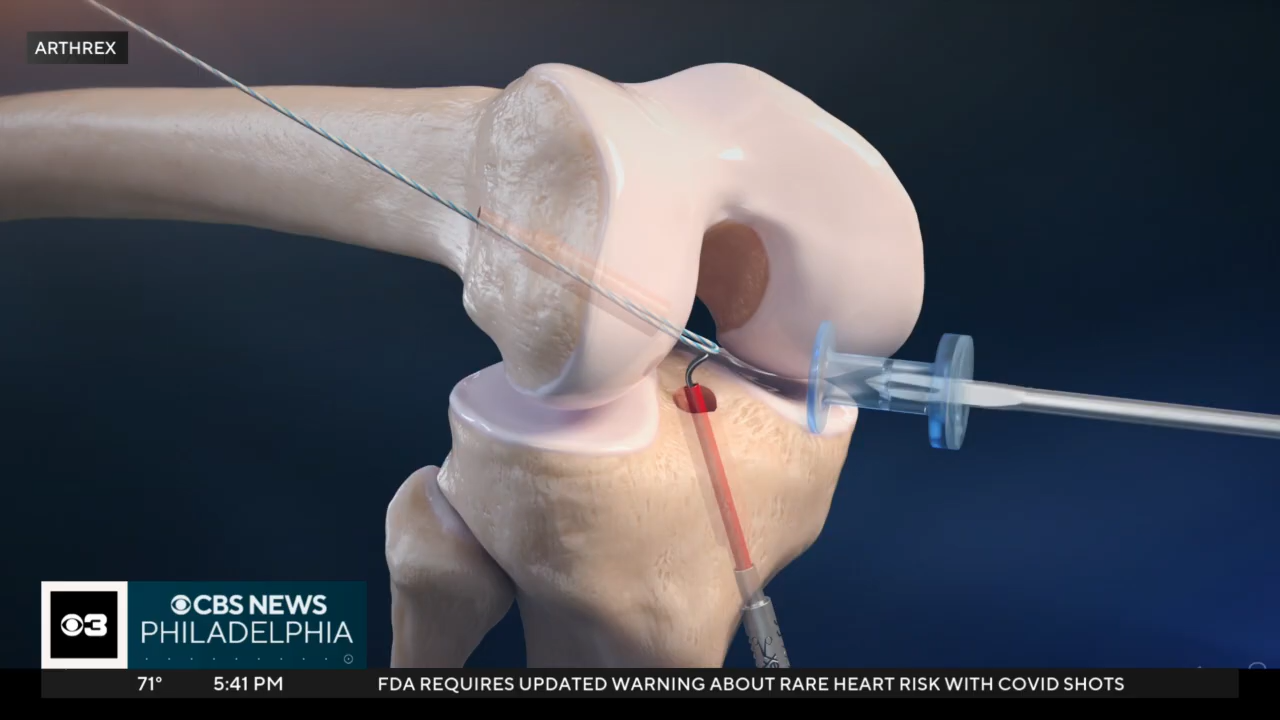 ARTHREX
3
CBS NEWS
PHILADELPHIA
71° 5:41 PM FDA REQUIRES UPDATED WARNING ABOUT RARE HEART RISK WITH COVID SHOTS